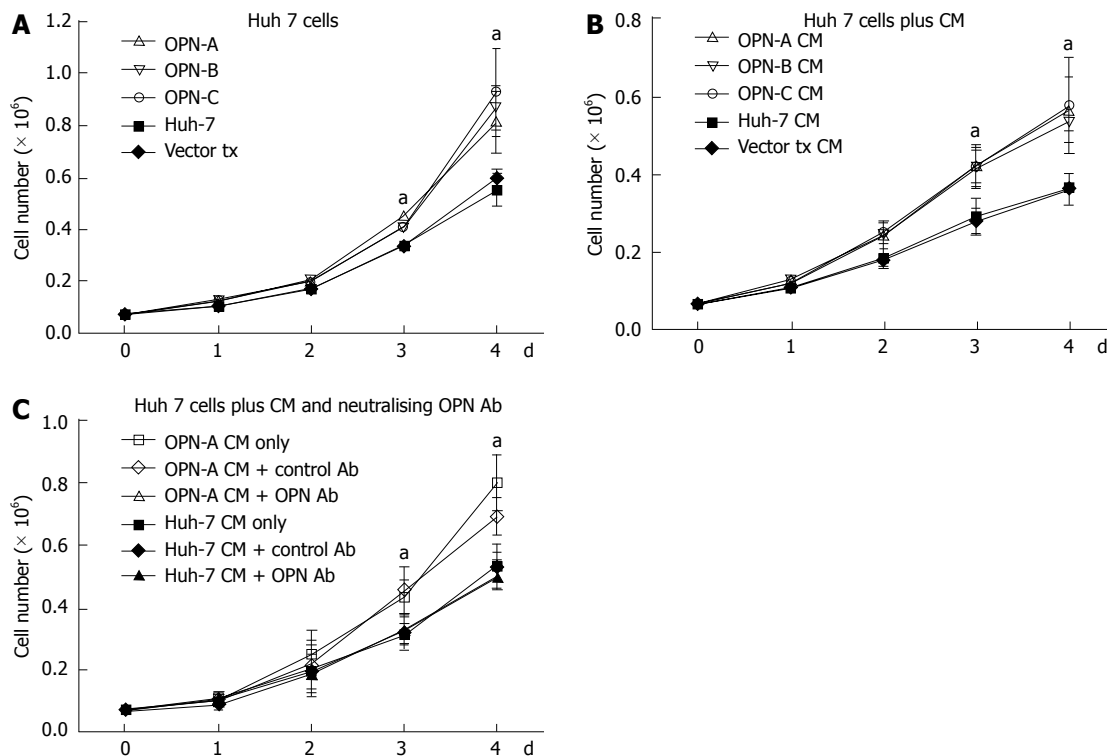 A
Huh 7 cells
1.2
1.0
0.8
0.6
0.4
0.2
0.0
Cell number (× 10⁶)
OPN-A
OPN-B
OPN-C
Huh-7
Vector tx
a
a
0 1 2 3 4 d
B
Huh 7 cells plus CM
0.8
0.6
0.4
0.2
0.0
Cell number (× 10⁶)
OPN-A CM
OPN-B CM
OPN-C CM
Huh-7 CM
Vector tx CM
a
a
0 1 2 3 4 d
C
Huh 7 cells plus CM and neutralising OPN Ab
1.0
0.8
0.6
0.4
0.2
0.0
Cell number (× 10⁶)
OPN-A CM only
OPN-A CM + control Ab
OPN-A CM + OPN Ab
Huh-7 CM only
Huh-7 CM + control Ab
Huh-7 CM + OPN Ab
a
a
0 1 2 3 4 d